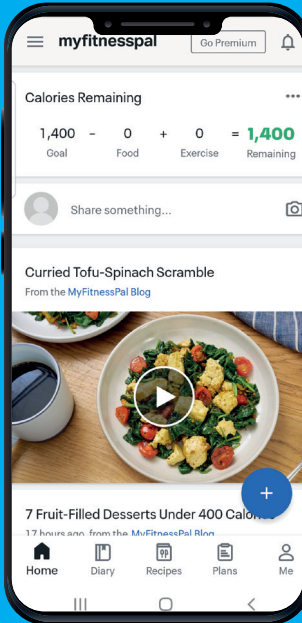 myfitnesspal
Go Premium
Calories Remaining
1,400 - 0 + 0 = 1,400
Goal Food Exercise Remaining
Share something...
Curried Tofu-Spinach Scramble
From the MyFitnessPal Blog
7 Fruit-Filled Desserts Under 400 Calories
17 hours ago, from the MyFitnessPal Blog
Home Diary Recipes Plans Me